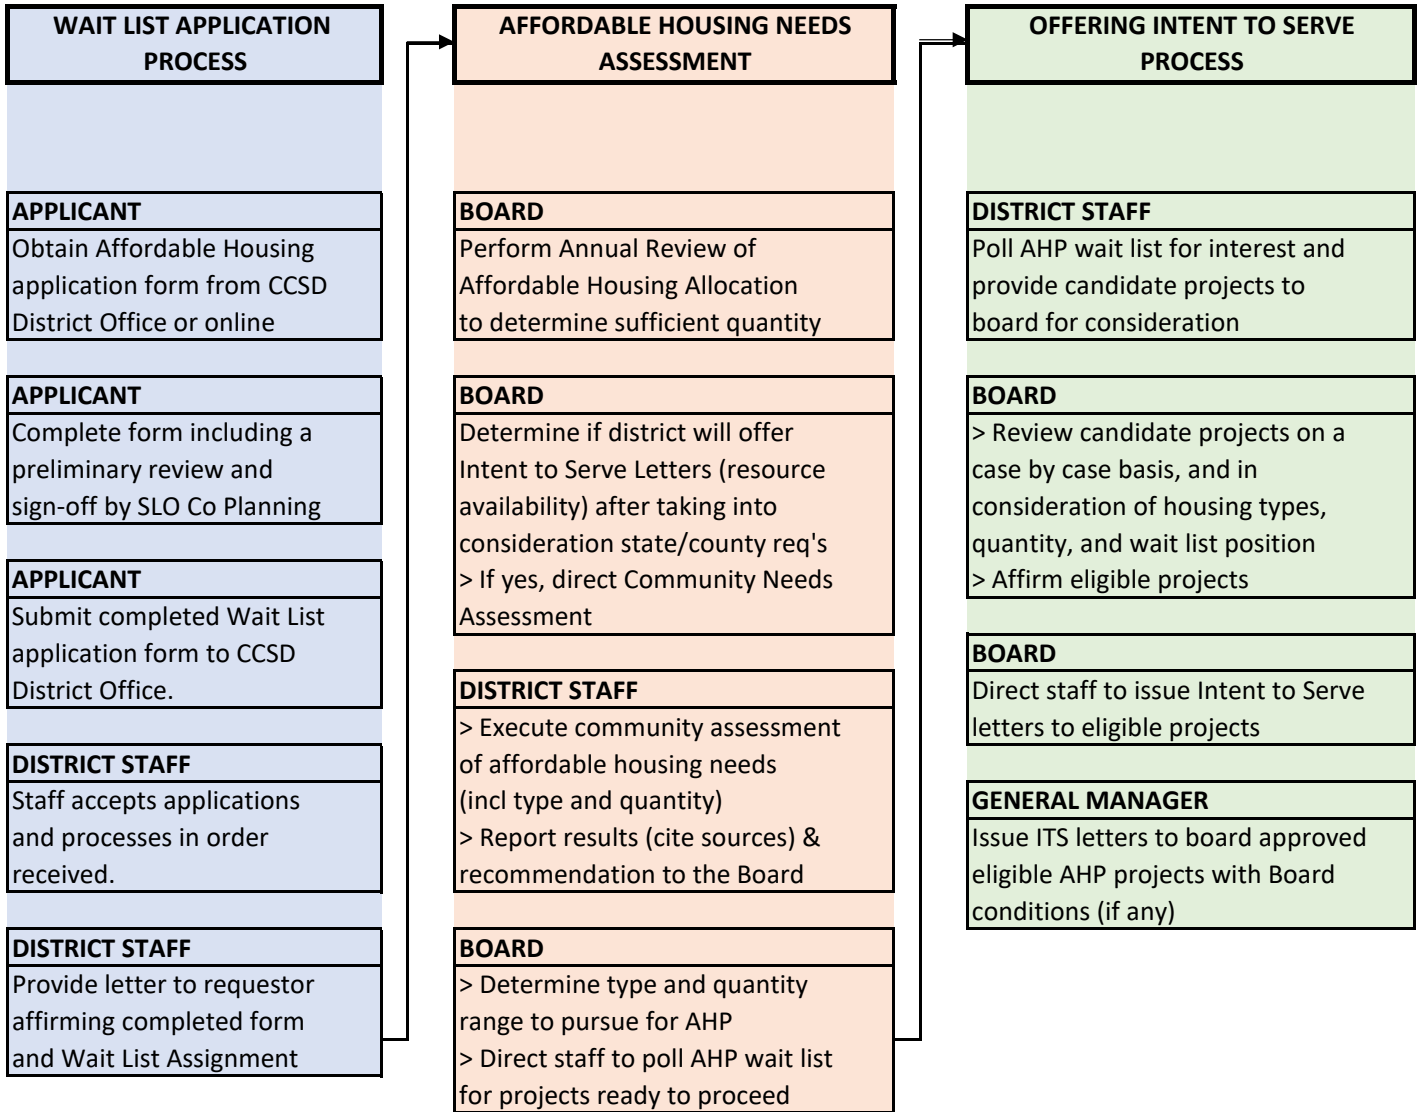 WAIT LIST APPLICATION
PROCESS
APPLICANT
Obtain Affordable Housing
application form from CCSD
District Office or online
APPLICANT
Complete form including a
preliminary review and
sign-off by SLO Co Planning
APPLICANT
Submit completed Wait List
application form to CCSD
District Office.
DISTRICT STAFF
Staff accepts applications
and processes in order
received.
DISTRICT STAFF
Provide letter to requestor
affirming completed form
and Wait List Assignment
AFFORDABLE HOUSING NEEDS
ASSESSMENT
BOARD
Perform Annual Review of
Affordable Housing Allocation
to determine sufficient quantity
BOARD
Determine if district will offer
Intent to Serve Letters (resource
availability) after taking into
consideration state/county req's
> If yes, direct Community Needs
Assessment
DISTRICT STAFF
> Execute community assessment
of affordable housing needs
(incl type and quantity)
> Report results (cite sources) &
recommendation to the Board
BOARD
> Determine type and quantity
range to pursue for AHP
> Direct staff to poll AHP wait list
for projects ready to proceed
OFFERING INTENT TO SERVE
PROCESS
DISTRICT STAFF
Poll AHP wait list for interest and
provide candidate projects to
board for consideration
BOARD
> Review candidate projects on a
case by case basis, and in
consideration of housing types,
quantity, and wait list position
> Affirm eligible projects
BOARD
Direct staff to issue Intent to Serve
letters to eligible projects
GENERAL MANAGER
Issue ITS letters to board approved
eligible AHP projects with Board
conditions (if any)